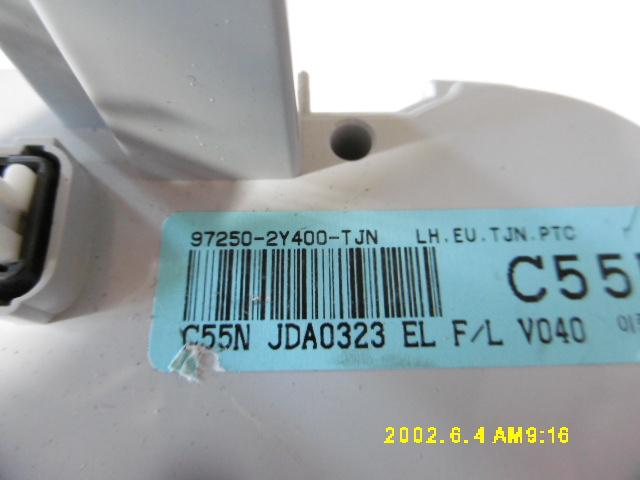 97250-2Y400-TJN LH.EU.TJN.PTC
C55
C55N JDA0323 EL F/L V040
2002.6.4 AM9:16